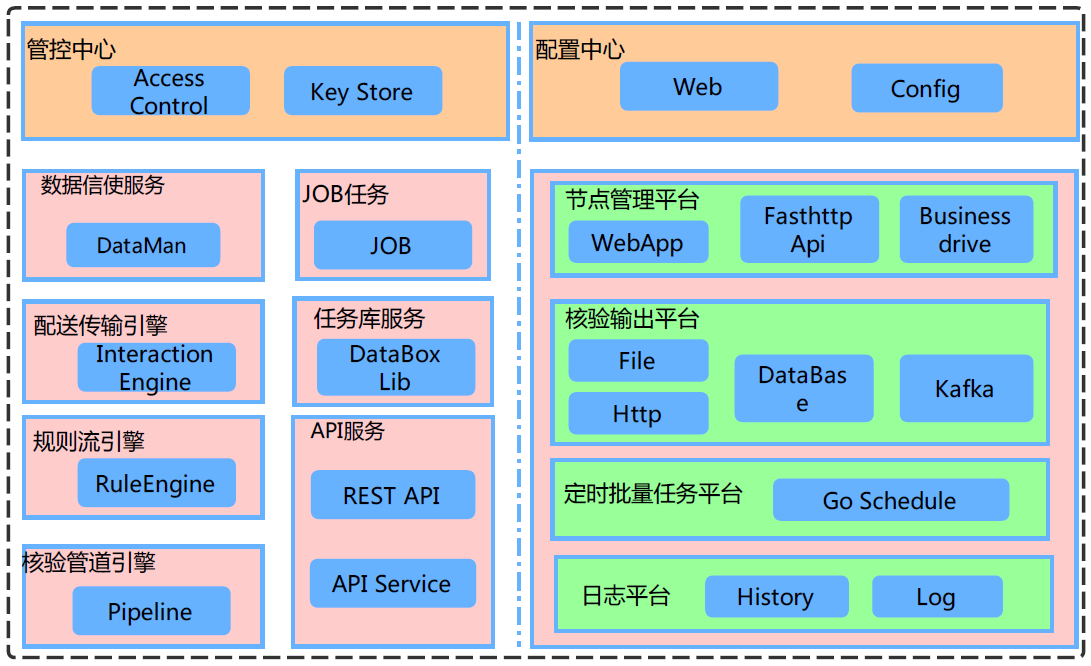 管控中心
Access
Control
Key Store
配置中心
Web
Config
数据信使服务
DataMan
JOB任务
JOB
配送传输引擎
Interaction
Engine
任务库服务
DataBox
Lib
规则流引擎
RuleEngine
API服务
REST API
API Service
核验管道引擎
Pipeline
节点管理平台
WebApp
Fasthttp
Api
Business
drive
核验输出平台
File
Http
DataBas
e
Kafka
定时批量任务平台
Go Schedule
日志平台
History
Log